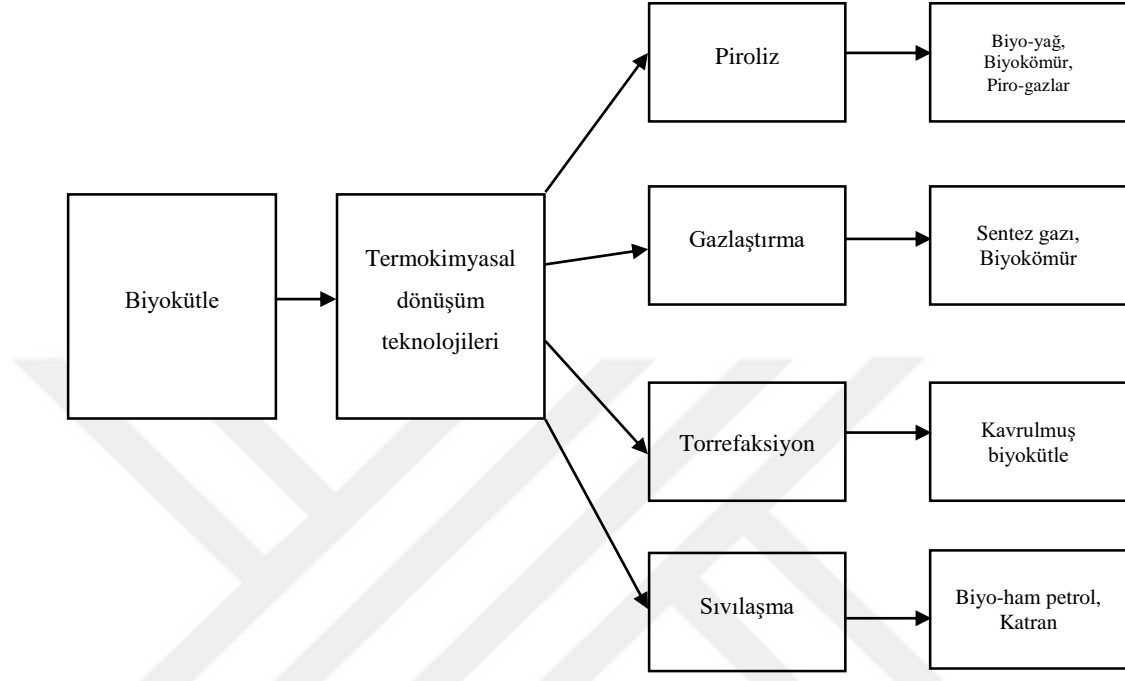 Biyokütle
Termokimyasal
dönüşüm
teknolojileri
Piroliz
Biyo-yağ,
Biyokömür,
Piro-gazlar
Gazlaştırma
Sentez gazı,
Biyokömür
Torrefaksiyon
Kavrulmuş
biyokütle
Sıvılaşma
Biyo-ham petrol,
Katran